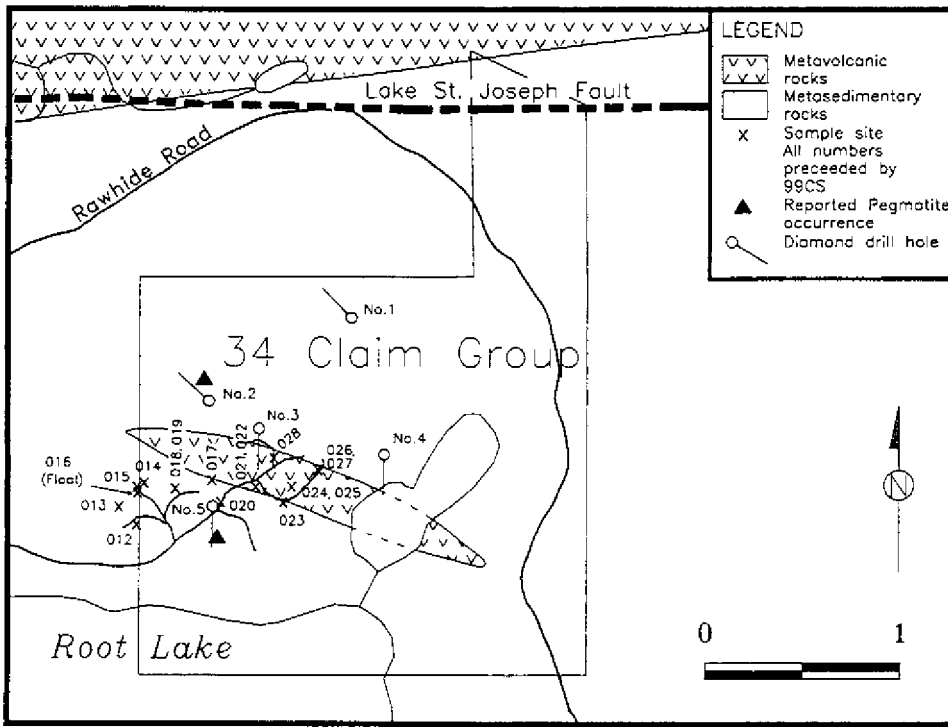 LEGEND
Metavolcanic
rocks
Metasedimentary
rocks
Sample site
All numbers
preceeded by
99CS
Reported Pegmatite
occurrence
Diamond drill hole
Lake St. Joseph Fault
Rawhide Road
No.1
34 Claim Group
No.2
No.3
No.4
018, 019
017
021, 022
028
026,
027
016
(Float)
014
015
013
012
No.5
020
024, 025
023
N
Root Lake
0
1